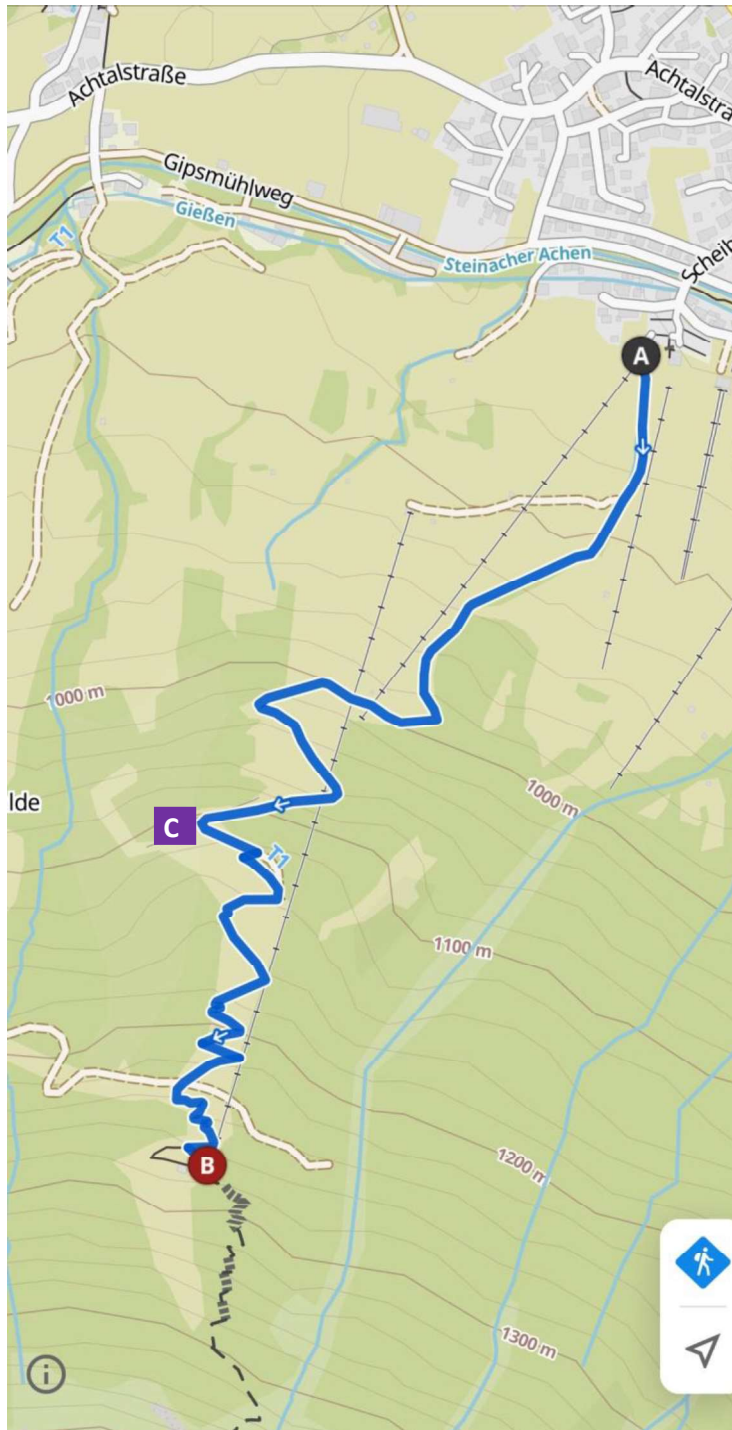 Achtalstraße
Achtalstra
Gipsmühlweg
Gießen
T1
Steinacher Achen
Scheib
A
1000 m
1000 m
lde
C
T1
1100 m
B
1200 m
1300 m
i